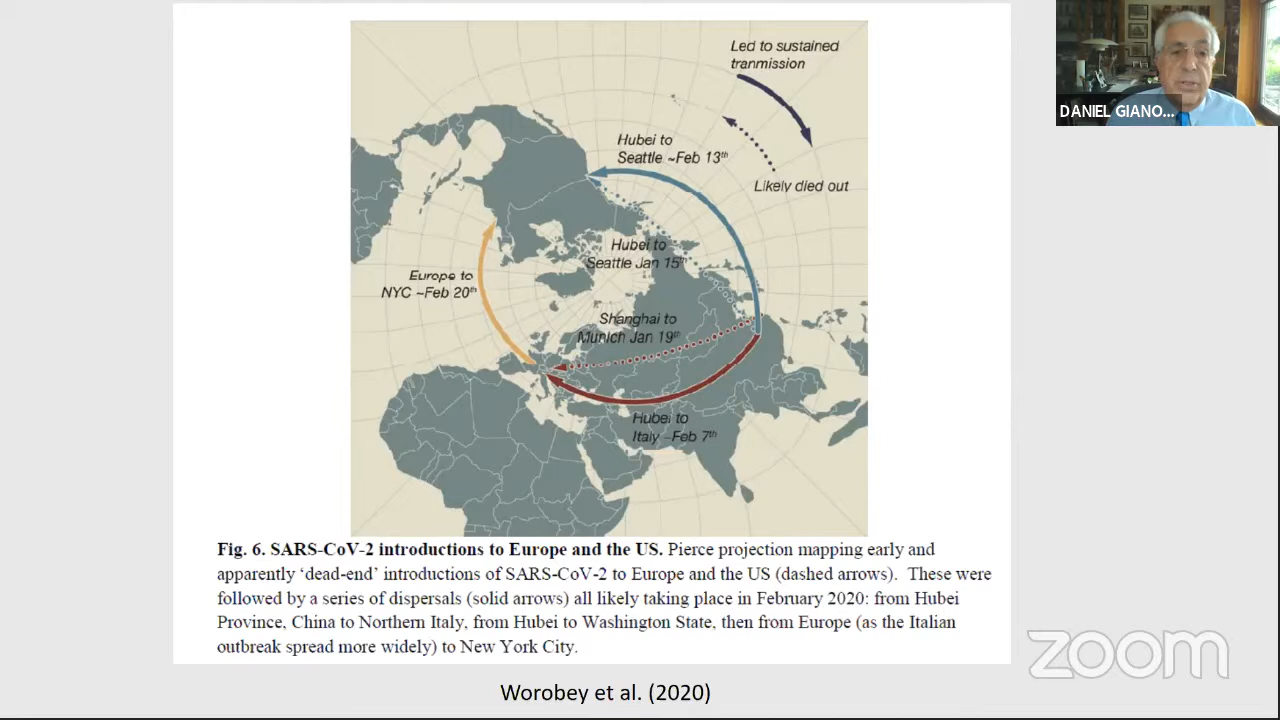 Led to sustained
tranmission
Hubei to
Seattle ~Feb 13th
Likely died out
Hubei to
Seattle Jan 15th
Europe to
NYC ~Feb 20th
Shanghai to
Munich Jan 19th
Hubei to
Italy ~Feb 7th
Fig. 6. SARS-CoV-2 introductions to Europe and the US. Pierce projection mapping early and
apparently ‘dead-end’ introductions of SARS-CoV-2 to Europe and the US (dashed arrows). These were
followed by a series of dispersals (solid arrows) all likely taking place in February 2020: from Hubei
Province, China to Northern Italy, from Hubei to Washington State, then from Europe (as the Italian
outbreak spread more widely) to New York City.
Worobey et al. (2020)
DANIEL GIANO...
zoom